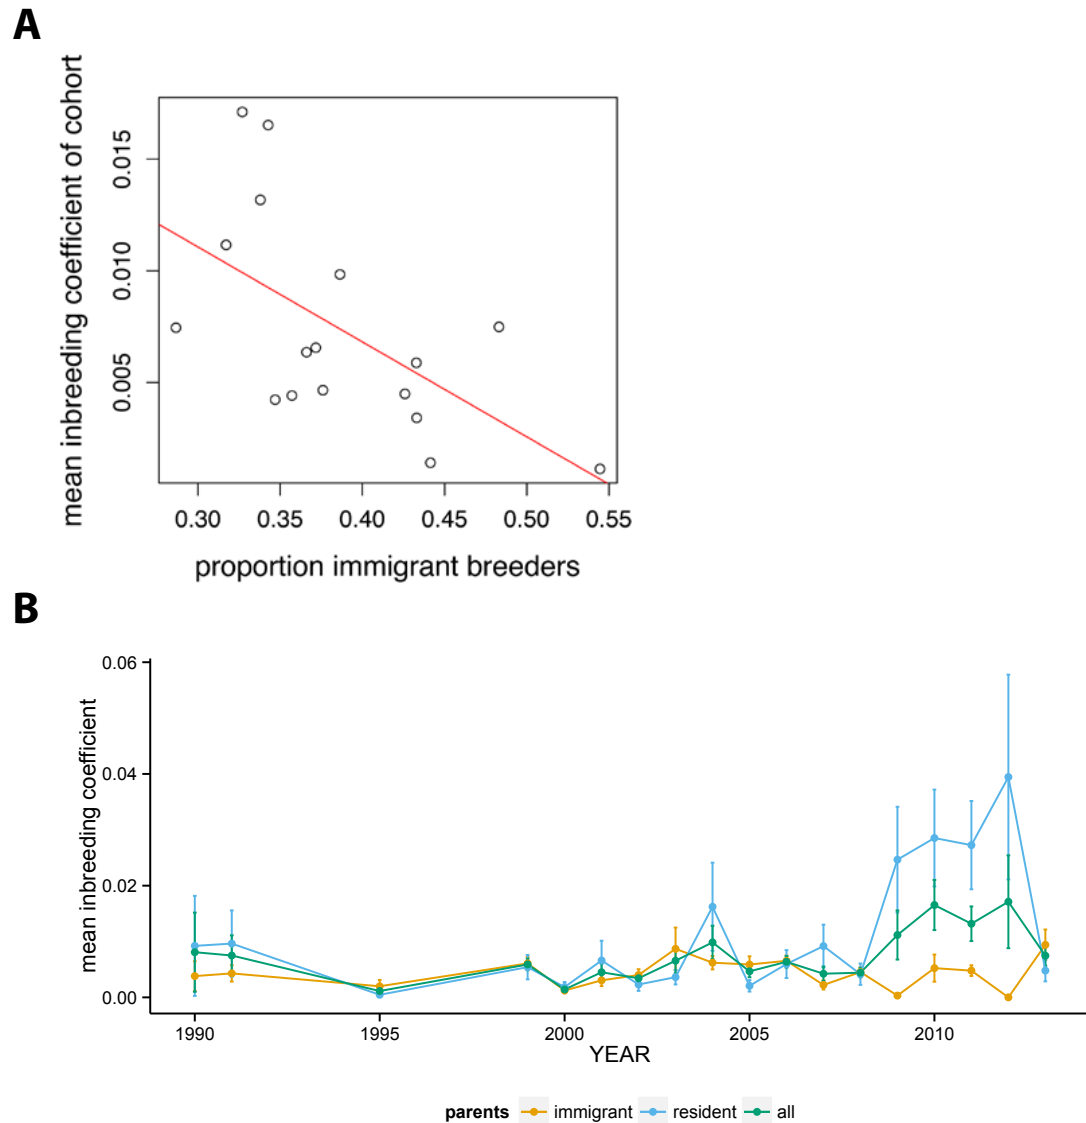 A
mean inbreeding coefficient of cohort
0.015
0.010
0.005
0.30 0.35 0.40 0.45 0.50 0.55
proportion immigrant breeders
B
mean inbreeding coefficient
0.06
0.04
0.02
0.00
1990 1995 2000 2005 2010
YEAR
parents immigrant resident all